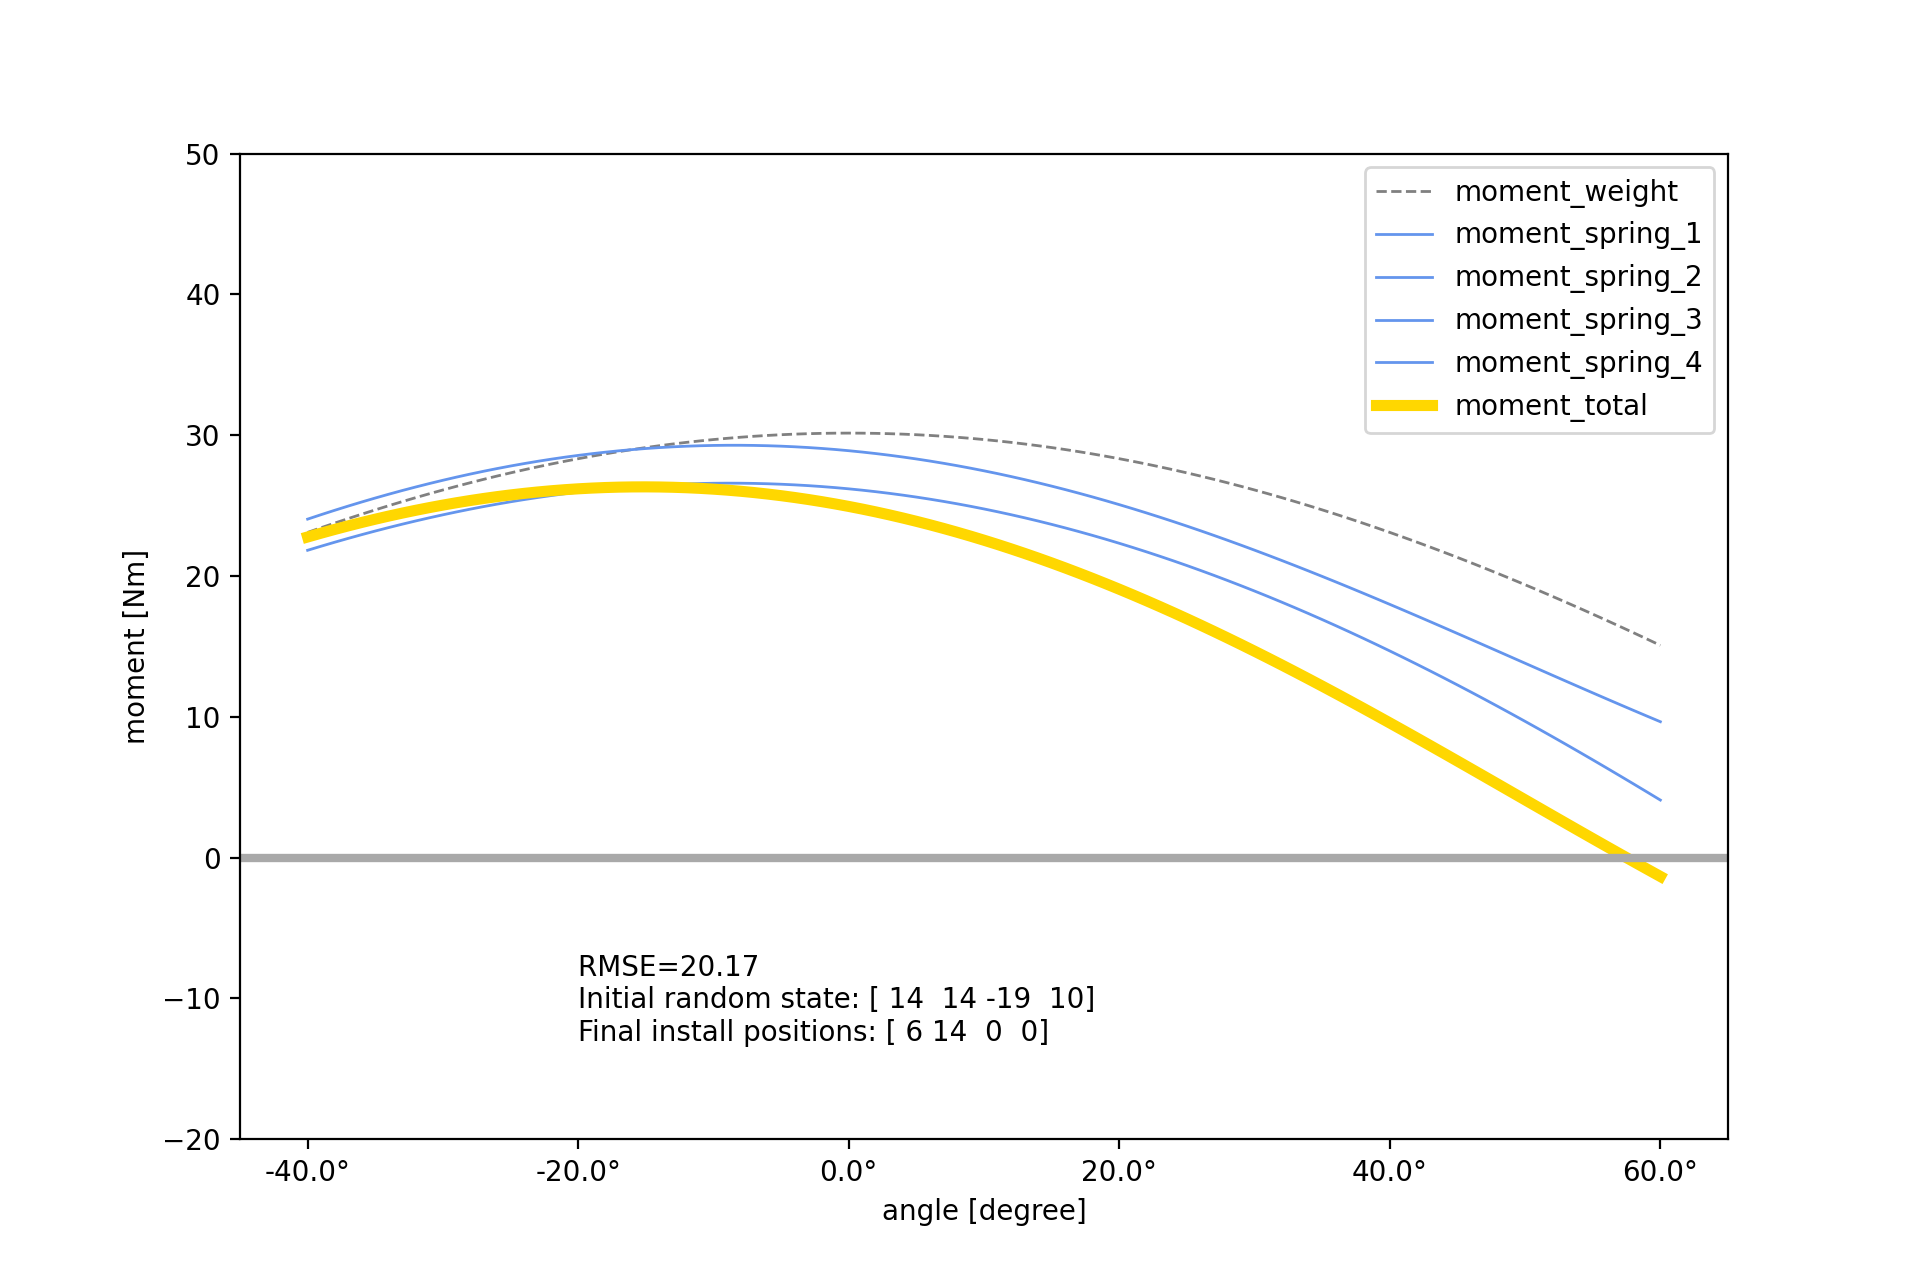 50
40
30
20
10
0
−10
−20
moment [Nm]
moment_weight
moment_spring_1
moment_spring_2
moment_spring_3
moment_spring_4
moment_total
RMSE=20.17
Initial random state: [ 14  14 -19  10]
Final install positions: [ 6 14  0  0]
-40.0° -20.0° 0.0° 20.0° 40.0° 60.0°
angle [degree]